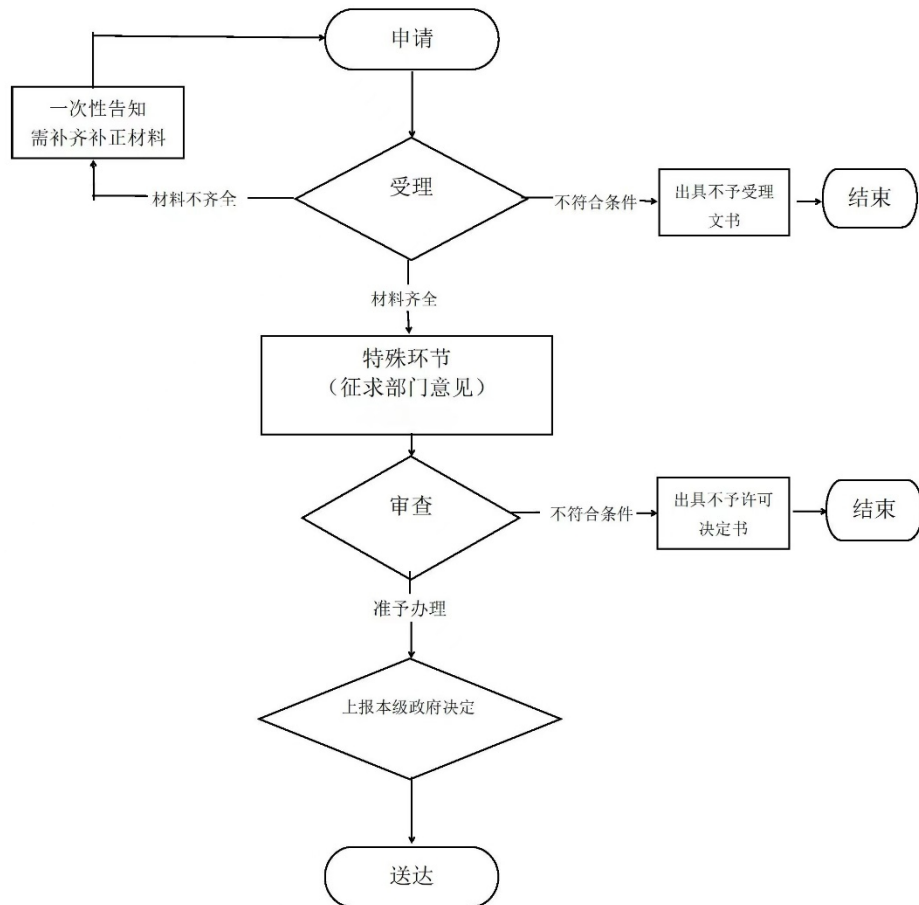 申请
一次性告知
需补齐补正材料
受理
材料不齐全
不符合条件
出具不予受理
文书
结束
材料齐全
特殊环节
（征求部门意见）
审查
不符合条件
出具不予许可
决定书
结束
准予办理
上报本级政府决定
送达